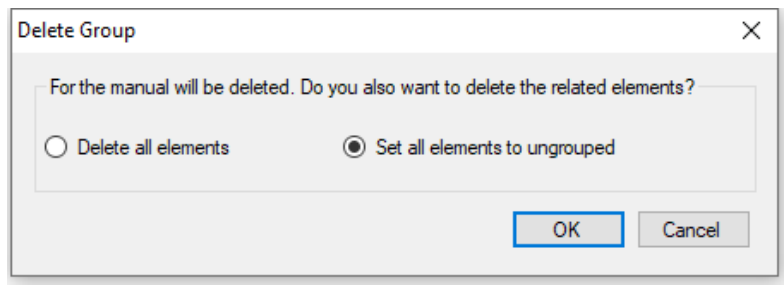 Delete Group
For the manual will be deleted. Do you also want to delete the related elements?
Delete all elements
Set all elements to ungrouped
OK
Cancel